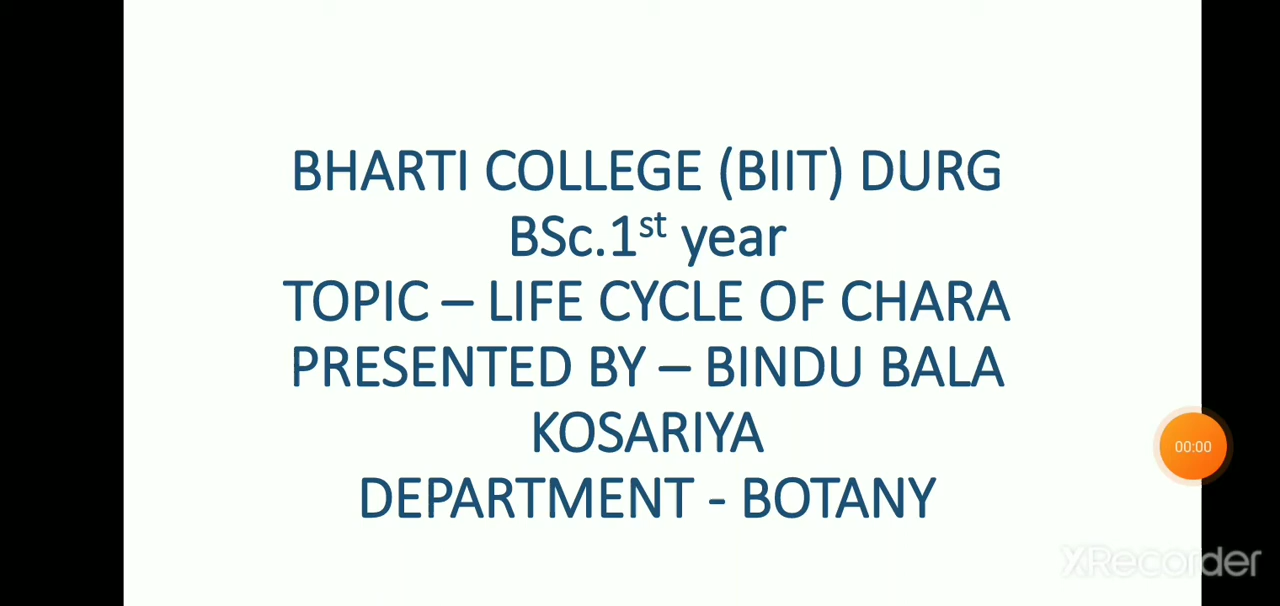 BHARTI COLLEGE (BIIT) DURG
BSc.1st year
TOPIC – LIFE CYCLE OF CHARA
PRESENTED BY – BINDU BALA
KOSARIYA
DEPARTMENT - BOTANY
00:00
XRecorder